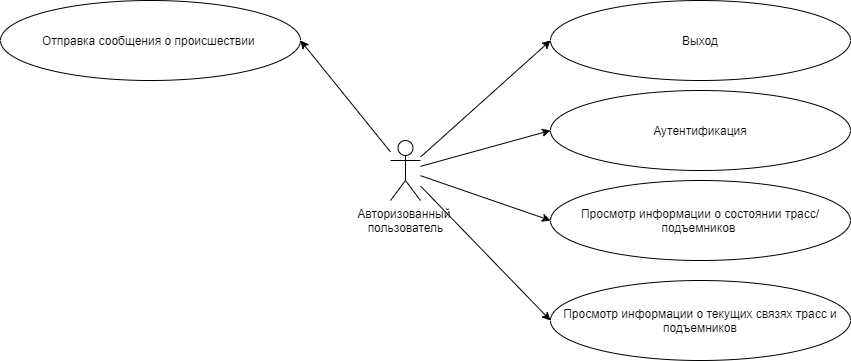 Отправка сообщения о происшествии
Выход
Аутентификация
Авторизованный
пользователь
Просмотр информации о состоянии трасс/
подъемников
Просмотр информации о текущих связях трасс и
подъемников